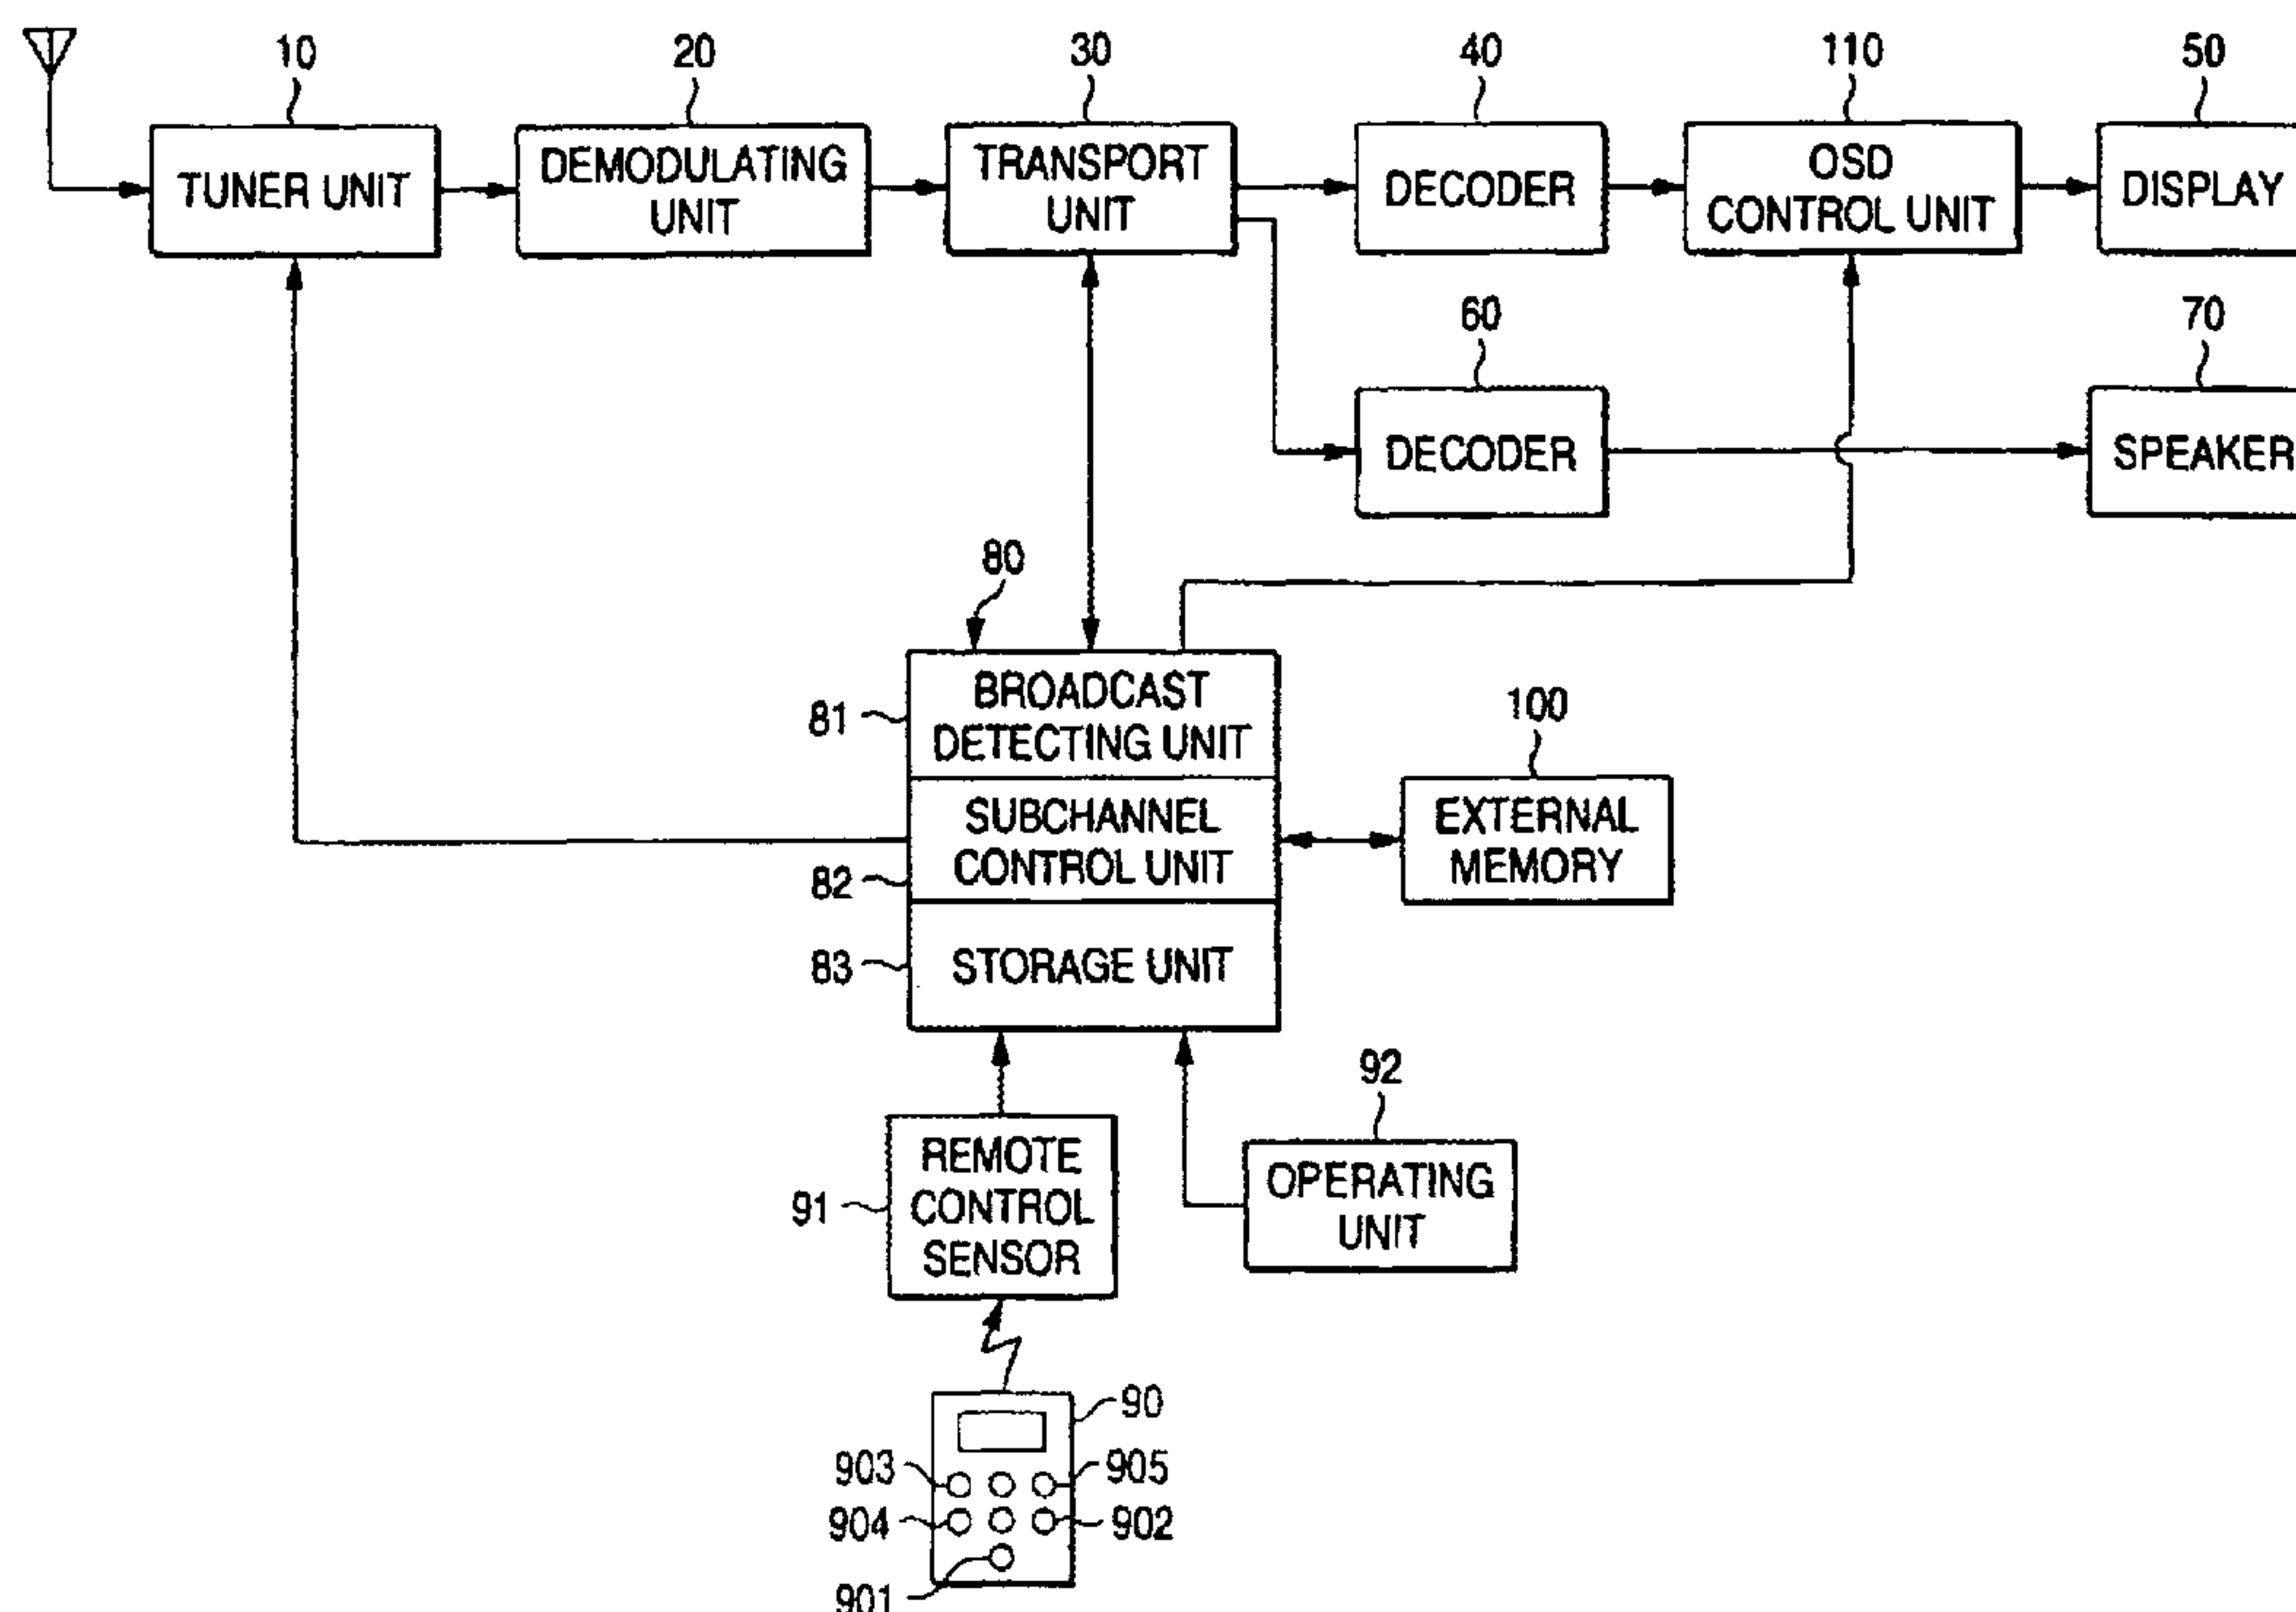 10
20
30
40
110
50
TUNER UNIT
DEMODULATING
UNIT
TRANSPORT
UNIT
DECODER
OSD
CONTROL UNIT
DISPLAY
60
70
DECODER
SPEAKER
80
81
BROADCAST
DETECTING UNIT
100
82
SUBCHANNEL
CONTROL UNIT
EXTERNAL
MEMORY
83
STORAGE UNIT
92
91
REMOTE
CONTROL
SENSOR
OPERATING
UNIT
90
903
905
904
902
901